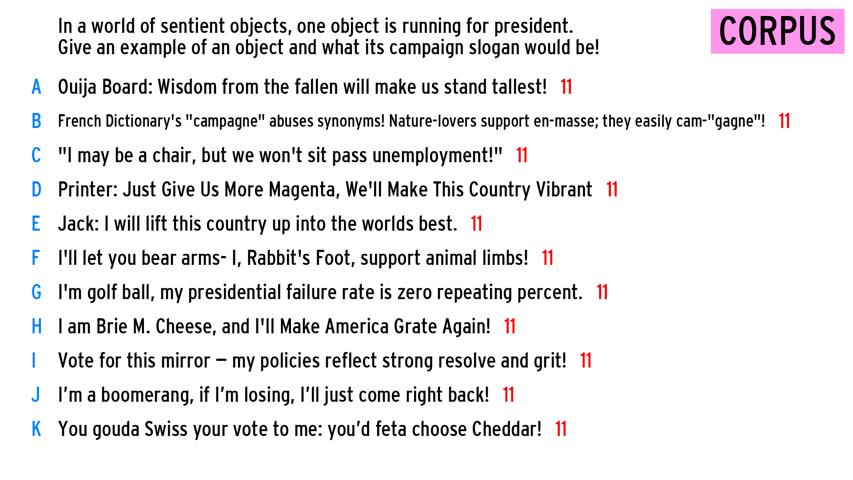 In a world of sentient objects, one object is running for president.
Give an example of an object and what its campaign slogan would be!
CORPUS
A Ouija Board: Wisdom from the fallen will make us stand tallest! 11
B French Dictionary's "campagne" abuses synonyms! Nature-lovers support en-masse; they easily cam-"gagne"! 11
C "I may be a chair, but we won't sit pass unemployment!" 11
D Printer: Just Give Us More Magenta, We'll Make This Country Vibrant 11
E Jack: I will lift this country up into the worlds best. 11
F I'll let you bear arms- I, Rabbit's Foot, support animal limbs! 11
G I'm golf ball, my presidential failure rate is zero repeating percent. 11
H I am Brie M. Cheese, and I'll Make America Grate Again! 11
I Vote for this mirror – my policies reflect strong resolve and grit! 11
J I’m a boomerang, if I’m losing, I’ll just come right back! 11
K You gouda Swiss your vote to me: you’d feta choose Cheddar! 11